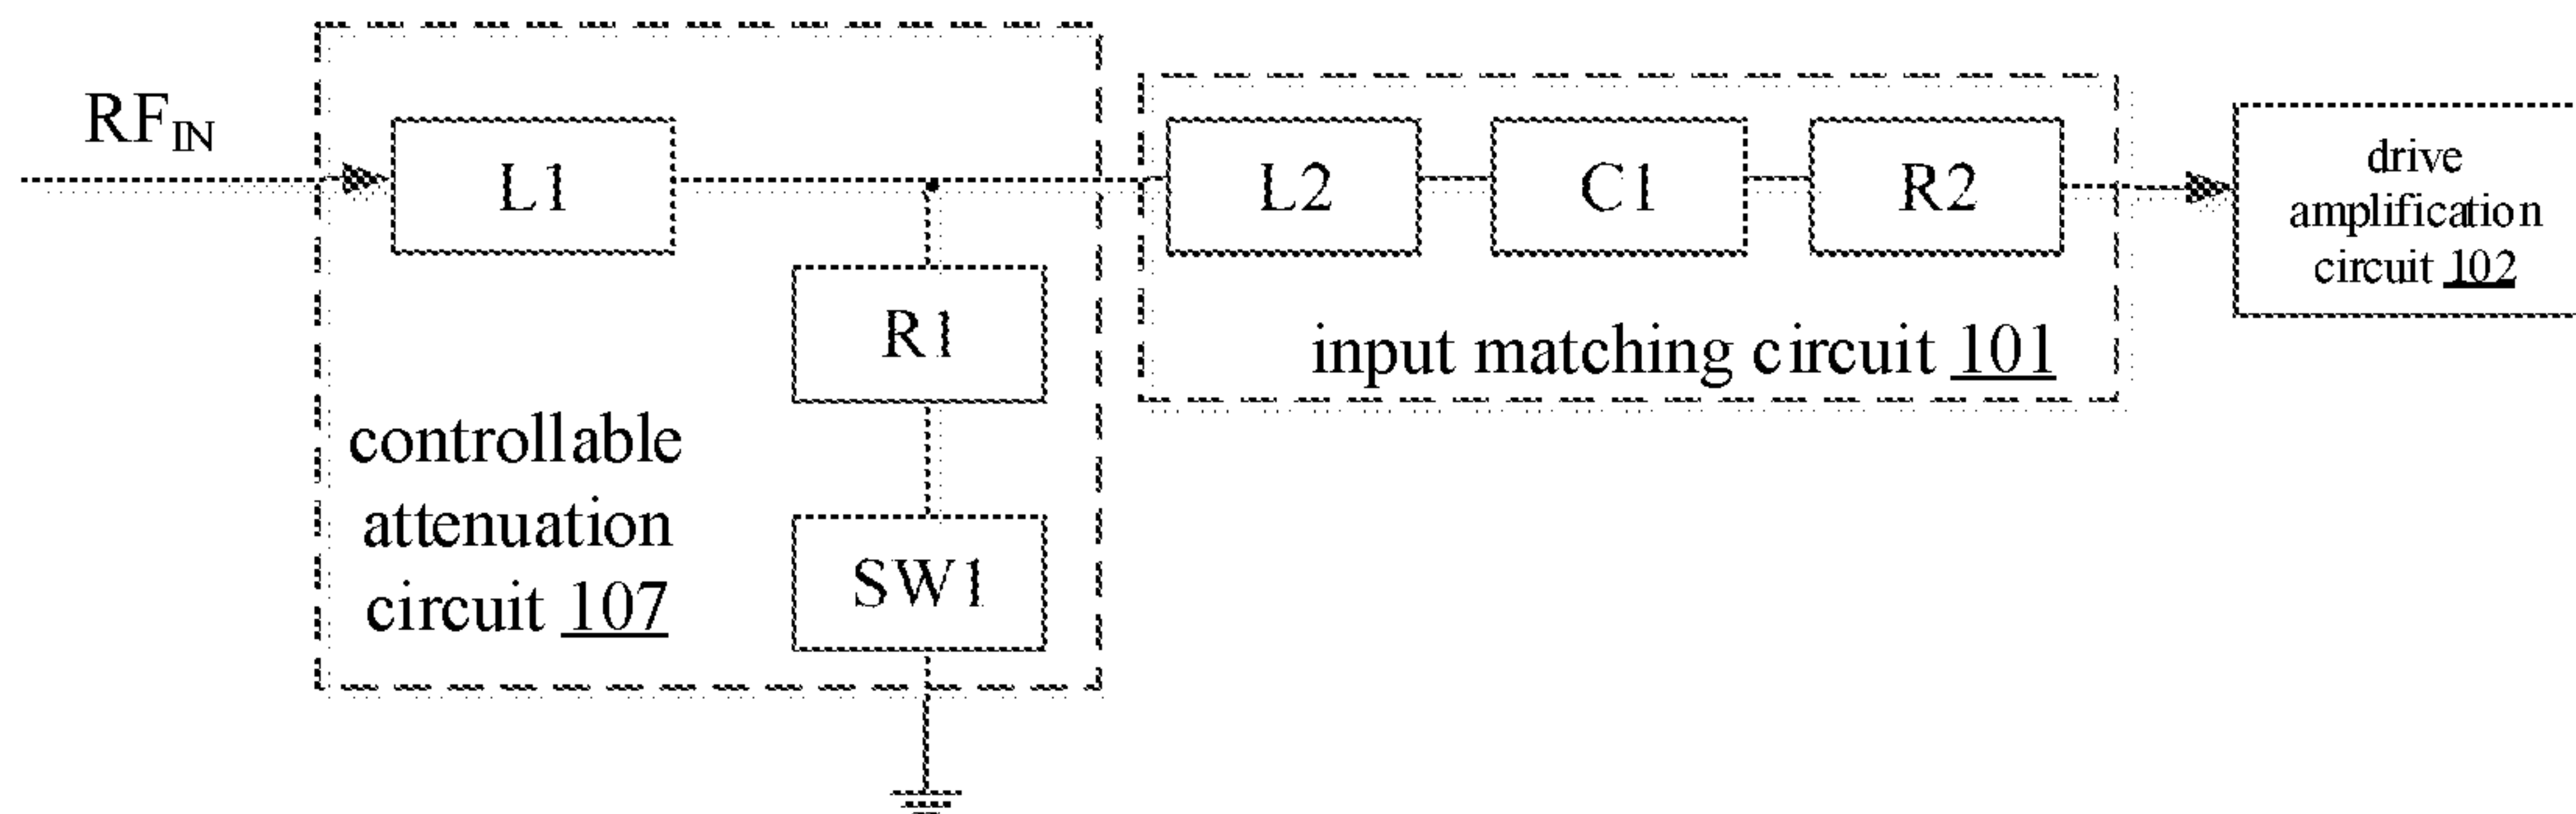 RFIN
L1
R1
SW1
controllable
attenuation
circuit 107
L2
C1
R2
input matching circuit 101
drive
amplification
circuit 102